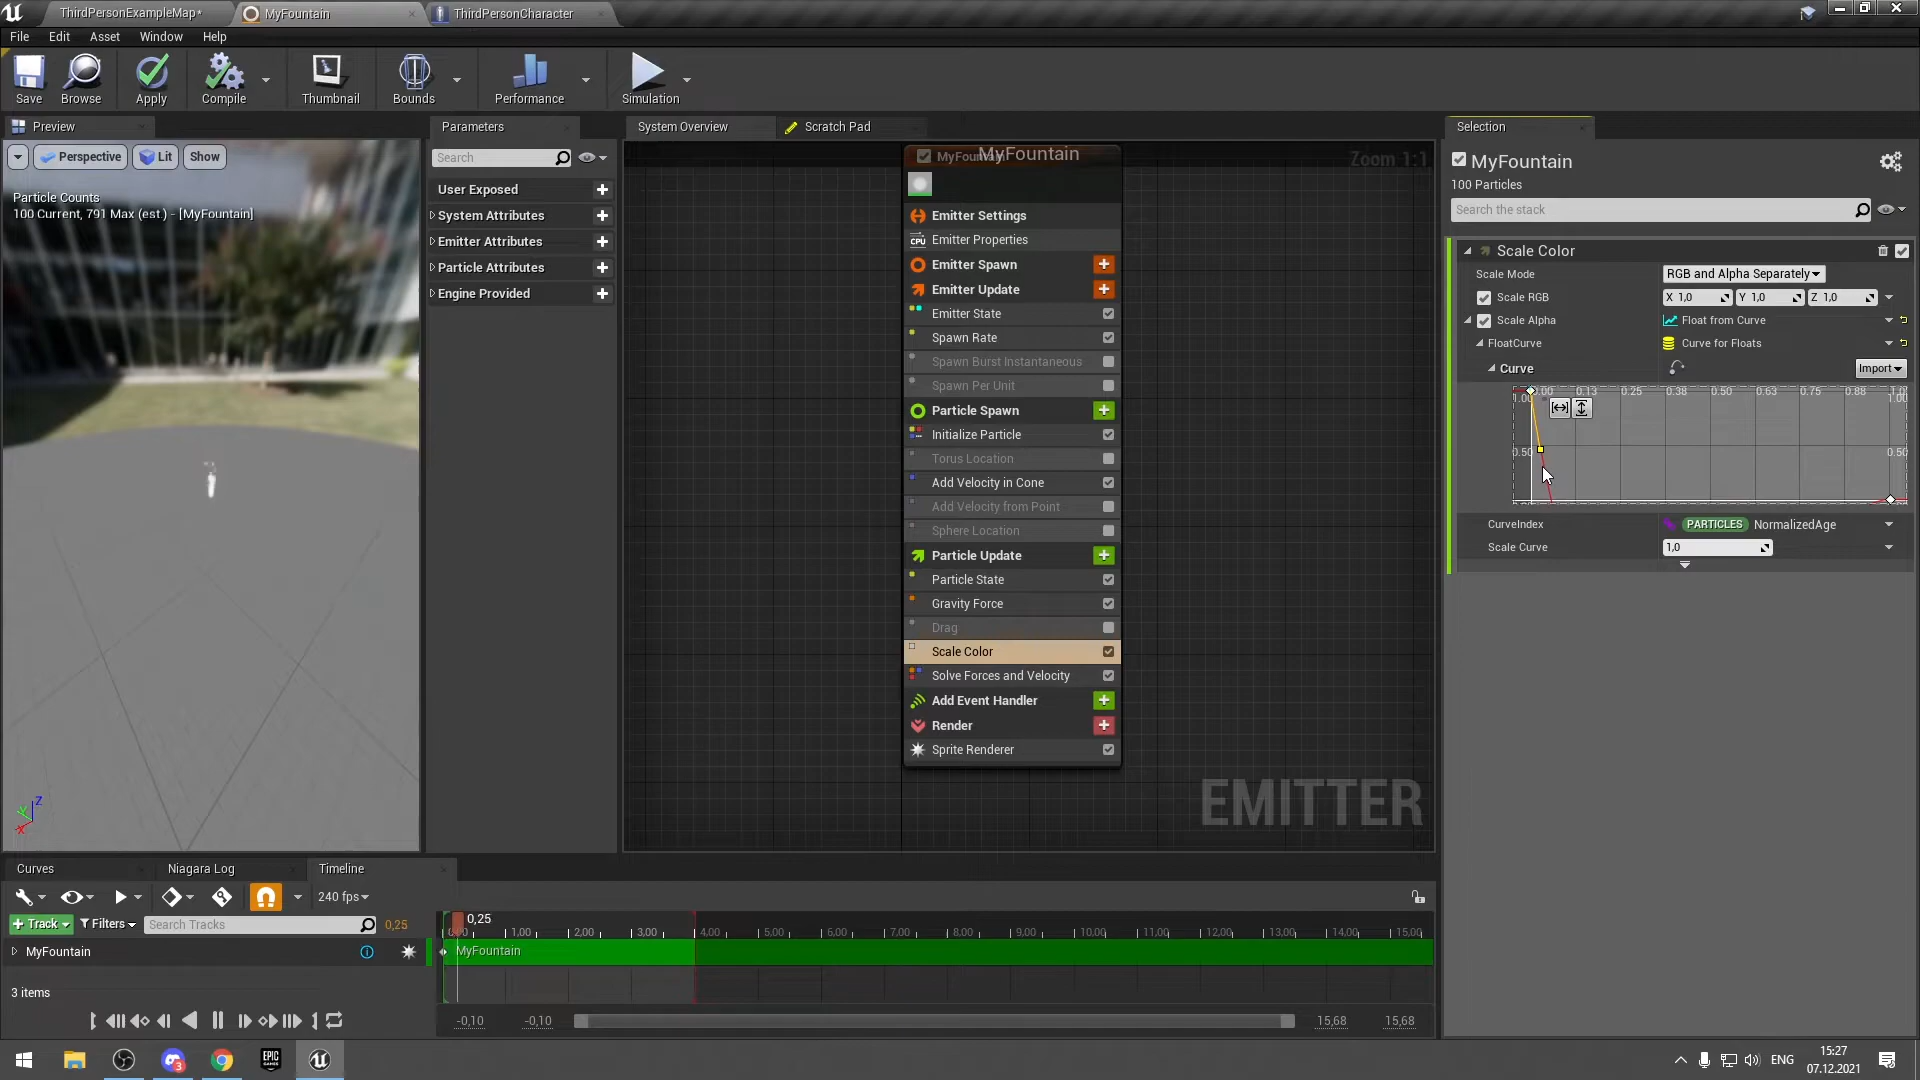 ThirdPersonExampleMap*
MyFountain
ThirdPersonCharacter
File Edit Asset Window Help
Save Browse Apply Compile Thumbnail Bounds Performance Simulation
Preview
Perspective Lit Show
Particle Counts
100 Current, 791 Max (est.) - [MyFountain]
Z
Y
X
Parameters
Search
User Exposed
System Attributes
Emitter Attributes
Particle Attributes
Engine Provided
System Overview
Scratch Pad
MyFountain
MyFountain
Zoom 1:1
Emitter Settings
CPU Emitter Properties
Emitter Spawn
Emitter Update
Emitter State
Spawn Rate
Spawn Burst Instantaneous
Spawn Per Unit
Particle Spawn
Initialize Particle
Torus Location
Add Velocity in Cone
Add Velocity from Point
Sphere Location
Particle Update
Particle State
Gravity Force
Drag
Scale Color
Solve Forces and Velocity
Add Event Handler
Render
Sprite Renderer
EMITTER
Selection
MyFountain
100 Particles
Search the stack
Scale Color
Scale Mode RGB and Alpha Separately
Scale RGB X 1,0 Y 1,0 Z 1,0
Scale Alpha Float from Curve
FloatCurve Curve for Floats
Curve Import
0.13 0.25 0.38 0.50 0.63 0.75 0.88
1.00
0.50 0.50
CurveIndex PARTICLES NormalizedAge
Scale Curve 1,0
Curves
Niagara Log
Timeline
240 fps
+ Track Filters Search Tracks 0,25
0,25
1,00 2,00 3,00 4,00 5,00 6,00 7,00 8,00 9,00 10,00 11,00 12,00 13,00 14,00 15,00
MyFountain
MyFountain
3 items
-0,10 -0,10 15,68 15,68
3
EPIC GAMES
ENG
15:27
07.12.2021